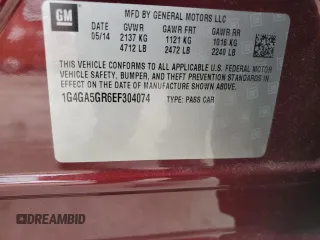 GM
MFD BY GENERAL MOTORS LLC
DATE GVWR GAWR FRT GAWR RR
05/14 2137 KG 1121 KG 1016 KG
4712 LB 2472 LB 2240 LB
THIS VEHICLE CONFORMS TO ALL APPLICABLE U.S. FEDERAL MOTOR
VEHICLE SAFETY, BUMPER, AND THEFT PREVENTION STANDARDS IN
EFFECT ON THE DATE OF MANUFACTURE SHOWN ABOVE.
1G4GA5GR6EF304074 TYPE: PASS CAR
DREAMBID